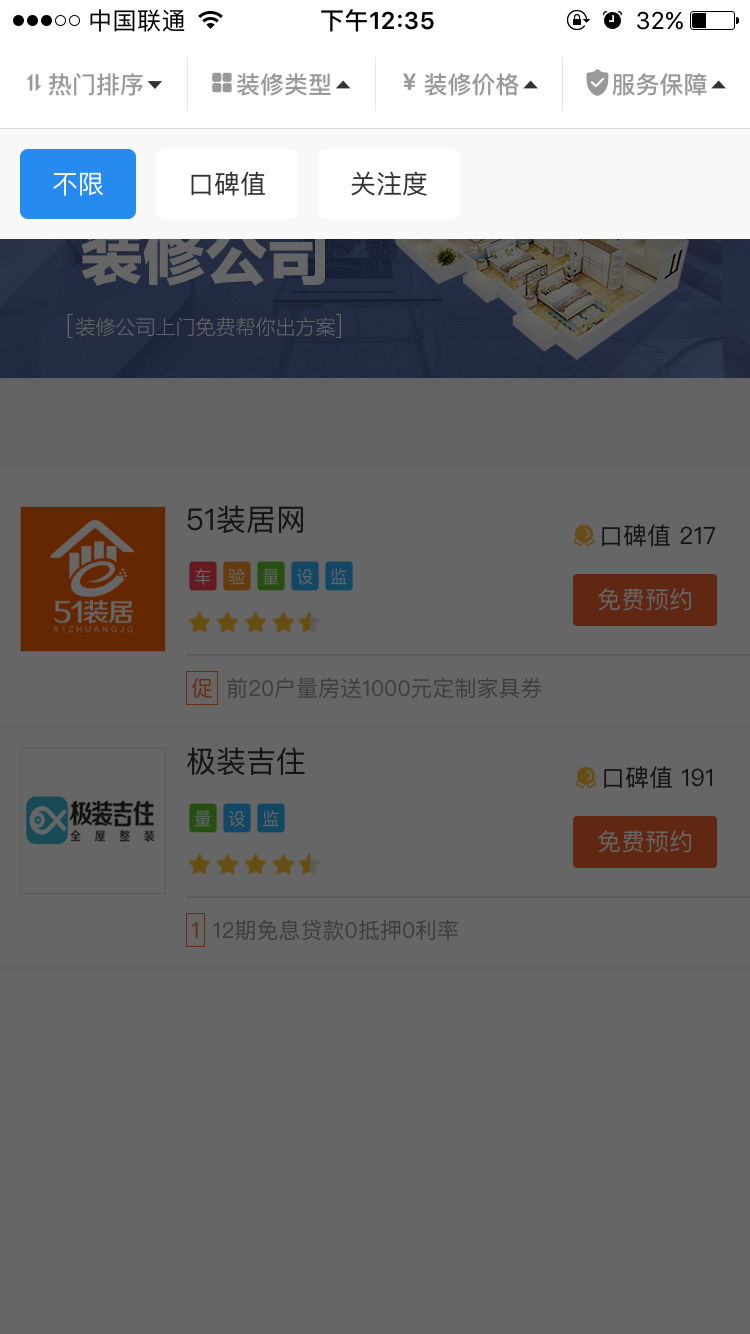 中国联通 下午12:35 32%
热门排序 装修类型 ¥ 装修价格 服务保障
不限 口碑值 关注度
装修公司
[装修公司上门免费帮你出方案]
51装居网
口碑值 217
车 验 量 设 监
免费预约
51装居
51ZHUANGJU
促 前20户量房送1000元定制家具券
极装吉住
口碑值 191
量 设 监
免费预约
极装吉住
全屋整装
1 12期免息贷款0抵押0利率